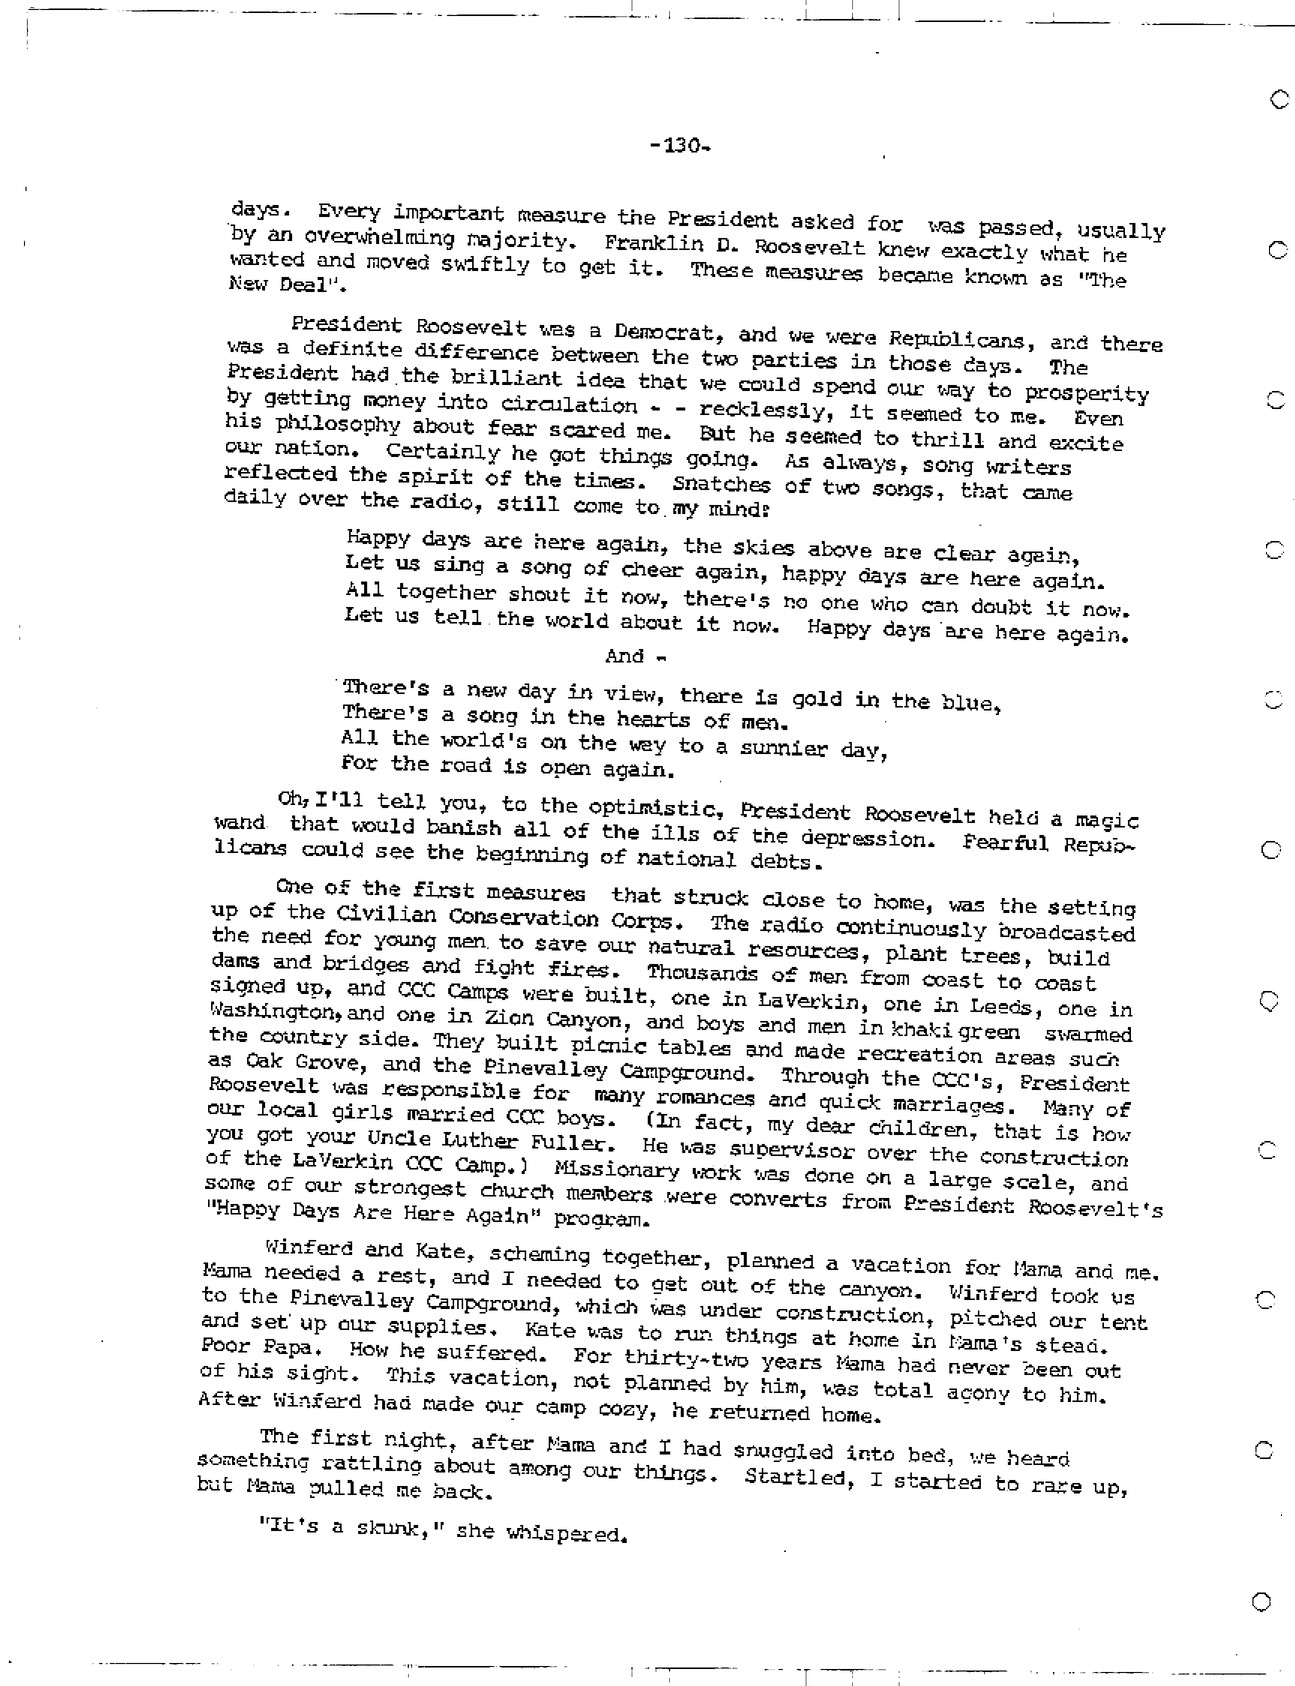 -130-
days. Every important measure the President asked for was passed, usually
by an overwhelming majority. Franklin D. Roosevelt knew exactly what he
wanted and moved swiftly to get it. These measures became known as "The
New Deal".
President Roosevelt was a Democrat, and we were Republicans, and there
was a definite difference between the two parties in those days. The
President had the brilliant idea that we could spend our way to prosperity
by getting money into circulation - - recklessly, it seemed to me. Even
his philosophy about fear scared me. But he seemed to thrill and excite
our nation. Certainly he got things going. As always, song writers
reflected the spirit of the times. Snatches of two songs, that came
daily over the radio, still come to my mind:
Happy days are here again, the skies above are clear again,
Let us sing a song of cheer again, happy days are here again.
All together shout it now, there's no one who can doubt it now.
Let us tell the world about it now. Happy days are here again.
And -
There's a new day in view, there is gold in the blue,
There's a song in the hearts of men.
All the world's on the way to a sunnier day,
For the road is open again.
Oh, I'll tell you, to the optimistic, President Roosevelt held a magic
wand that would banish all of the ills of the depression. Fearful Repub-
licans could see the beginning of national debts.
One of the first measures that struck close to home, was the setting
up of the Civilian Conservation Corps. The radio continuously broadcasted
the need for young men to save our natural resources, plant trees, build
dams and bridges and fight fires. Thousands of men from coast to coast
signed up, and CCC Camps were built, one in LaVerkin, one in Leeds, one in
Washington, and one in Zion Canyon, and boys and men in khaki green swarmed
the country side. They built picnic tables and made recreation areas such
as Oak Grove, and the Pinevalley Campground. Through the CCC's, President
Roosevelt was responsible for many romances and quick marriages. Many of
our local girls married CCC boys. (In fact, my dear children, that is how
you got your Uncle Luther Fuller. He was supervisor over the construction
of the LaVerkin CCC Camp.) Missionary work was done on a large scale, and
some of our strongest church members were converts from President Roosevelt's
"Happy Days Are Here Again" program.
Winferd and Kate, scheming together, planned a vacation for Mama and me.
Mama needed a rest, and I needed to get out of the canyon. Winferd took us
to the Pinevalley Campground, which was under construction, pitched our tent
and set up our supplies. Kate was to run things at home in Mama's stead.
Poor Papa. How he suffered. For thirty-two years Mama had never been out
of his sight. This vacation, not planned by him, was total agony to him.
After Winferd had made our camp cozy, he returned home.
The first night, after Mama and I had snuggled into bed, we heard
something rattling about among our things. Startled, I started to rare up,
but Mama pulled me back.
"It's a skunk," she whispered.